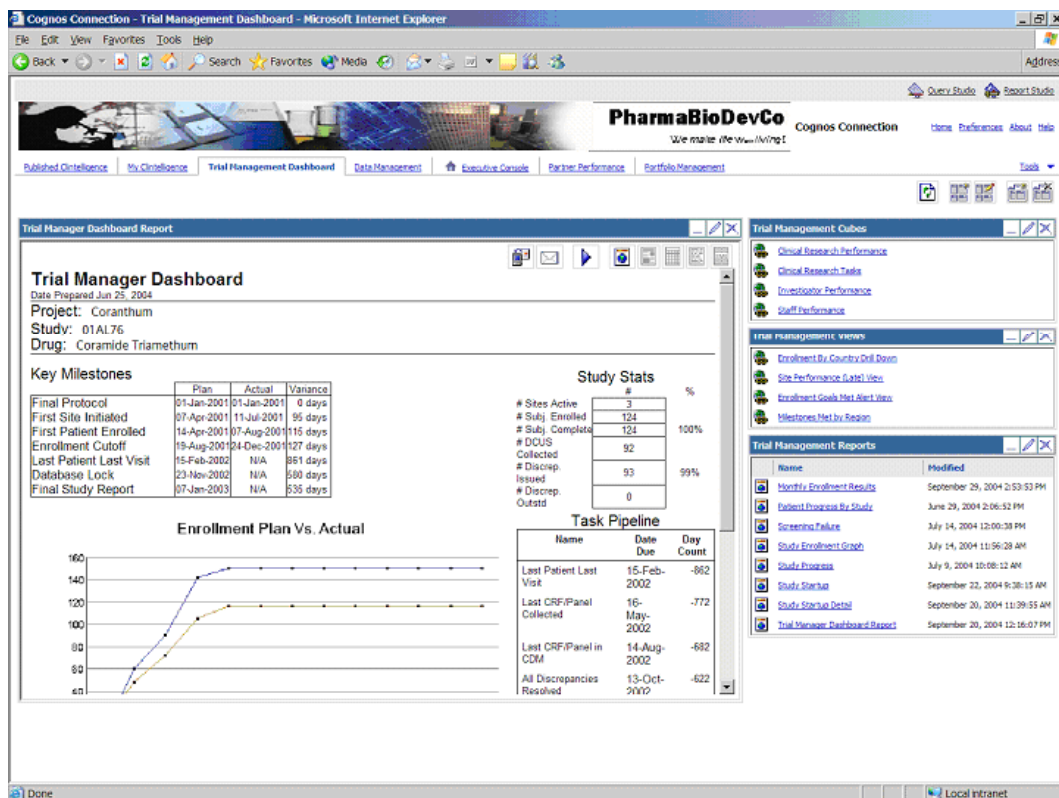 Cognos Connection - Trial Management Dashboard - Microsoft Internet Explorer
File Edit View Favorites Tools Help
Back Search Favorites Media Address
Query Studio Report Studio
PharmaBioDevCo
Cognos Connection Home Preferences About Help
Published Clintelligence My Clintelligence Trial Management Dashboard Data Management Executive Console Partner Performance Portfolio Management Tools
Trial Manager Dashboard Report
Trial Manager Dashboard
Date Prepared Jun 25, 2004
Project: Coranthum
Study: 01AL76
Drug: Coramide Triamethum
Key Milestones
Plan Actual Variance
Final Protocol 01-Jan-2001 01-Jan-2001 0 days
First Site Initiated 07-Apr-2001 11-Jul-2001 95 days
First Patient Enrolled 14-Apr-2001 07-Aug-2001 115 days
Enrollment Cutoff 19-Aug-2001 24-Dec-2001 127 days
Last Patient Last Visit 15-Feb-2002 N/A 861 days
Database Lock 23-Nov-2002 N/A 580 days
Final Study Report 07-Jan-2003 N/A 535 days
Study Stats
# %
# Sites Active 3
# Subj. Enrolled 124
# Subj. Complete 124 100%
# DCUS
Collected 92
# Discrep.
Issued 93 99%
# Discrep.
Outstd 0
Enrollment Plan Vs. Actual
160
140
120
100
80
60
40
Task Pipeline
Name Date Due Day Count
Last Patient Last
Visit 15-Feb-
2002 -862
Last CRF/Panel
Collected 16-
May-
2002 -772
Last CRF/Panel in
CDM 14-Aug-
2002 -682
All Discrepancies
Resolved 13-Oct-
2002 -622
Trial Management Cubes
Clinical Research Performance
Clinical Research Tasks
Investigator Performance
Staff Performance
Trial Management Views
Enrollment By Country Drill Down
Site Performance (Late) View
Enrollment Goals Met Alert View
Milestones Met by Region
Trial Management Reports
Name Modified
Monthly Enrollment Results September 29, 2004 2:53:53 PM
Patient Progress By Study June 29, 2004 2:06:52 PM
Screening Failure July 14, 2004 12:00:38 PM
Study Enrollment Graph July 14, 2004 11:56:28 AM
Study Progress July 9, 2004 10:08:12 AM
Study Startup September 22, 2004 9:38:15 AM
Study Startup Detail September 20, 2004 11:39:55 AM
Trial Manager Dashboard Report September 20, 2004 12:16:07 PM
Done Local intranet